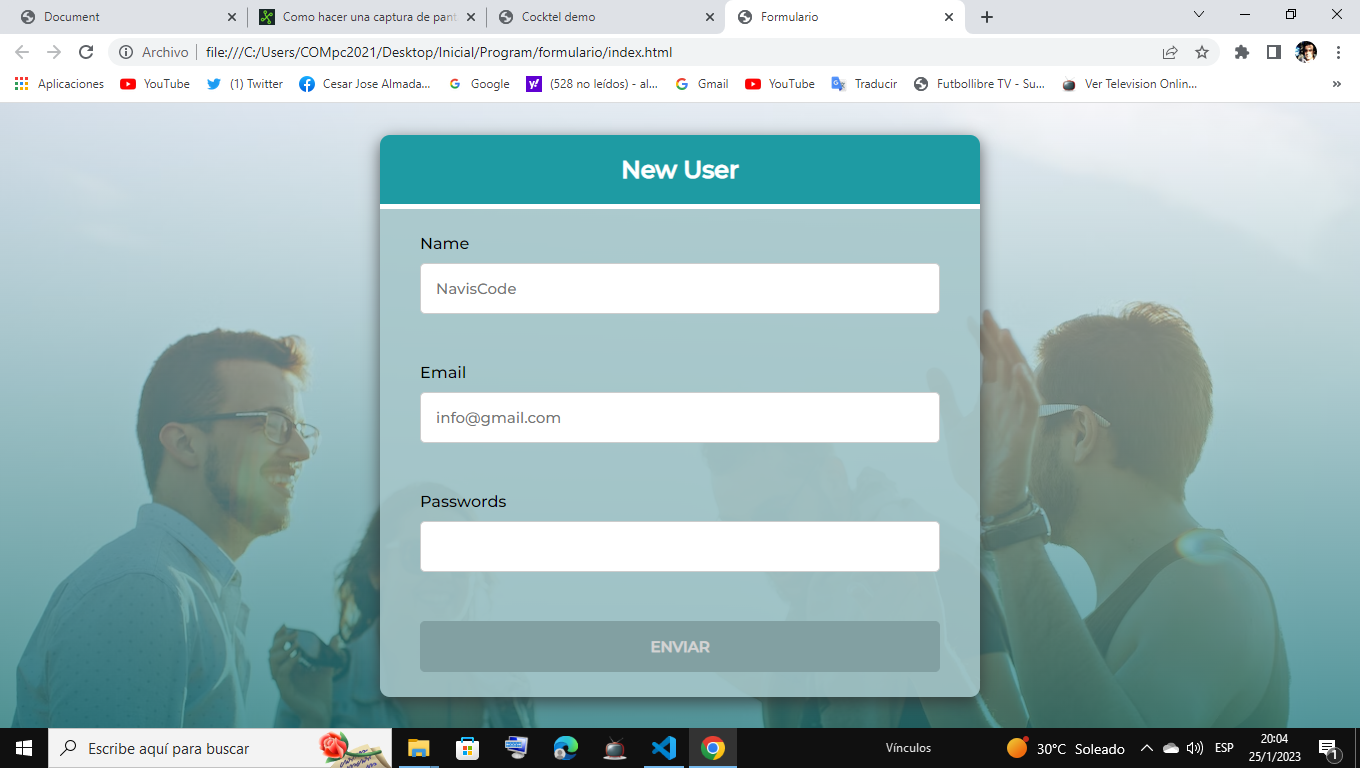 Document
Como hacer una captura de pant
Cocktel demo
Formulario
Archivo
file:///C:/Users/COMpc2021/Desktop/Inicial/Program/formulario/index.html
Aplicaciones
YouTube
(1) Twitter
Cesar Jose Almada...
Google
(528 no leídos) - al...
Gmail
YouTube
Traducir
Futbollibre TV - Su...
Ver Television Onlin...
New User
Name
NavisCode
Email
info@gmail.com
Passwords
ENVIAR
Escribe aquí para buscar
Vínculos
30°C Soleado
ESP
20:04
25/1/2023
1